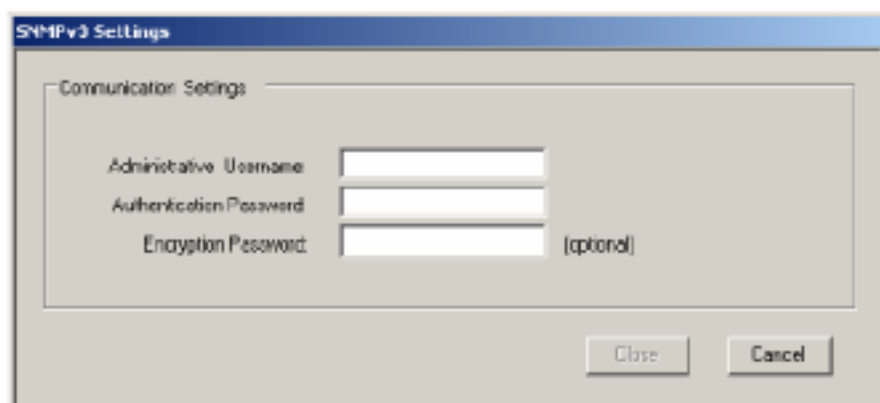 SNMPv3 Settings
Communication Settings
Administrative Username
Authentication Password
Encryption Password: (optional)
Close Cancel